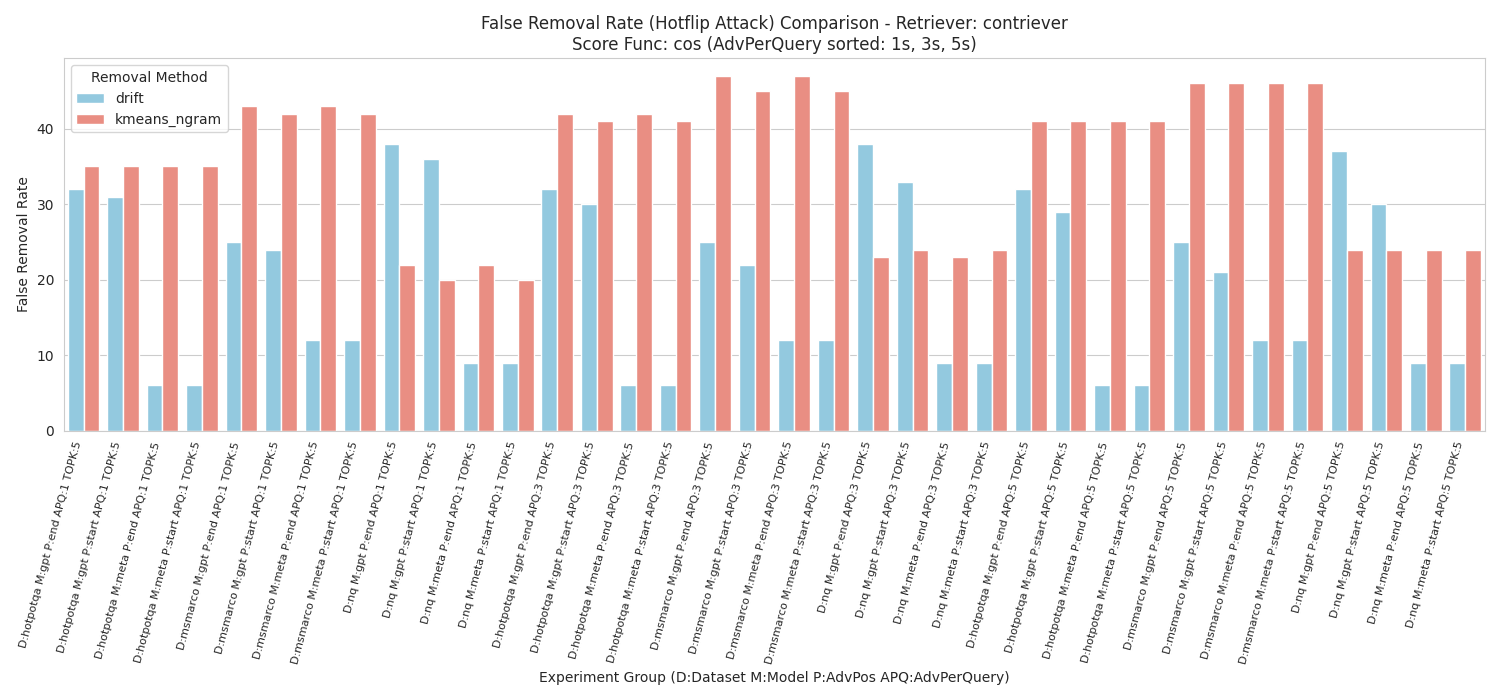 False Removal Rate (Hotflip Attack) Comparison - Retriever: contriever
Score Func: cos (AdvPerQuery sorted: 1s, 3s, 5s)
Removal Method
drift
kmeans_ngram
False Removal Rate
40
30
20
10
0
D:hotpotqa M:gpt P:end APQ:1 TOPK:5
D:hotpotqa M:gpt P:start APQ:1 TOPK:5
D:hotpotqa M:meta P:end APQ:1 TOPK:5
D:hotpotqa M:meta P:start APQ:1 TOPK:5
D:msmarco M:gpt P:end APQ:1 TOPK:5
D:msmarco M:gpt P:start APQ:1 TOPK:5
D:msmarco M:meta P:end APQ:1 TOPK:5
D:msmarco M:meta P:start APQ:1 TOPK:5
D:nq M:gpt P:end APQ:1 TOPK:5
D:nq M:gpt P:start APQ:1 TOPK:5
D:nq M:meta P:end APQ:1 TOPK:5
D:nq M:meta P:start APQ:1 TOPK:5
D:hotpotqa M:gpt P:end APQ:3 TOPK:5
D:hotpotqa M:gpt P:start APQ:3 TOPK:5
D:hotpotqa M:meta P:end APQ:3 TOPK:5
D:hotpotqa M:meta P:start APQ:3 TOPK:5
D:msmarco M:gpt P:end APQ:3 TOPK:5
D:msmarco M:gpt P:start APQ:3 TOPK:5
D:msmarco M:meta P:end APQ:3 TOPK:5
D:msmarco M:meta P:start APQ:3 TOPK:5
D:nq M:gpt P:end APQ:3 TOPK:5
D:nq M:gpt P:start APQ:3 TOPK:5
D:nq M:meta P:end APQ:3 TOPK:5
D:nq M:meta P:start APQ:3 TOPK:5
D:hotpotqa M:gpt P:end APQ:5 TOPK:5
D:hotpotqa M:gpt P:start APQ:5 TOPK:5
D:hotpotqa M:meta P:end APQ:5 TOPK:5
D:hotpotqa M:meta P:start APQ:5 TOPK:5
D:msmarco M:gpt P:end APQ:5 TOPK:5
D:msmarco M:gpt P:start APQ:5 TOPK:5
D:msmarco M:meta P:end APQ:5 TOPK:5
D:msmarco M:meta P:start APQ:5 TOPK:5
D:nq M:gpt P:end APQ:5 TOPK:5
D:nq M:gpt P:start APQ:5 TOPK:5
D:nq M:meta P:end APQ:5 TOPK:5
D:nq M:meta P:start APQ:5 TOPK:5
Experiment Group (D:Dataset M:Model P:AdvPos APQ:AdvPerQuery)